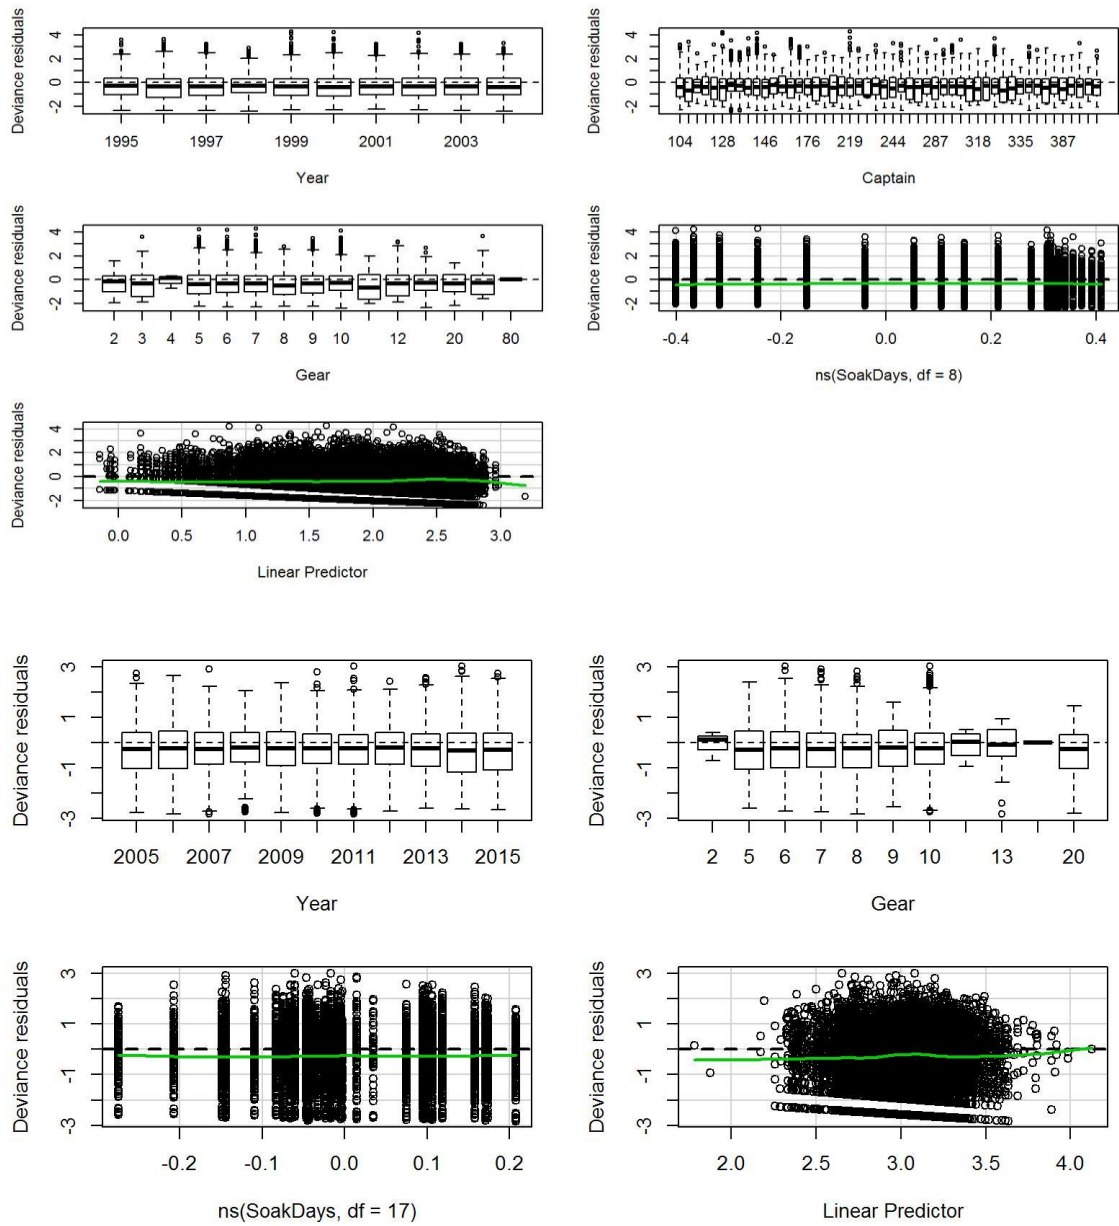 Deviance residuals
4
2
0
-2
1995 1997 1999 2001 2003
Year
Deviance residuals
4
2
0
-2
104 128 146 176 219 244 287 318 335 387
Captain
Deviance residuals
4
2
0
-2
2 3 4 5 6 7 8 9 10 12 20 80
Gear
Deviance residuals
4
2
0
-2
-0.4 -0.2 0.0 0.2 0.4
ns(SoakDays, df = 8)
Deviance residuals
4
2
0
-2
0.0 0.5 1.0 1.5 2.0 2.5 3.0
Linear Predictor
Deviance residuals
3
1
-1
-3
2005 2007 2009 2011 2013 2015
Year
Deviance residuals
3
1
-1
-3
2 5 6 7 8 9 10 13 20
Gear
Deviance residuals
3
1
-1
-3
-0.2 -0.1 0.0 0.1 0.2
ns(SoakDays, df = 17)
Deviance residuals
3
1
-1
-3
2.0 2.5 3.0 3.5 4.0
Linear Predictor